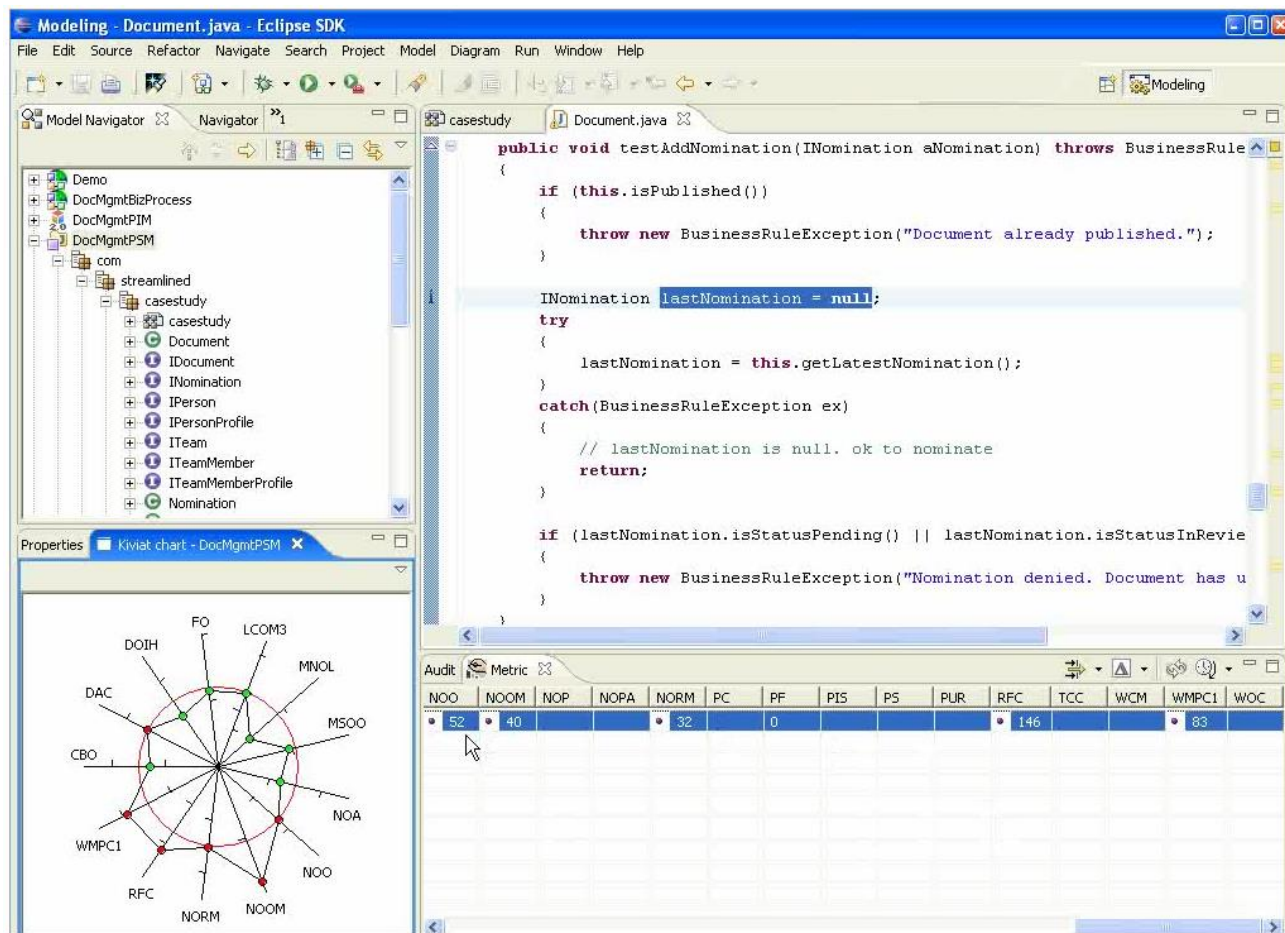 Modeling - Document.java - Eclipse SDK
File Edit Source Refactor Navigate Search Project Model Diagram Run Window Help
Modeling
Model Navigator Navigator »1
Demo
DocMgmtBizProcess
DocMgmtPIM
DocMgmtPSM
com
streamlined
casestudy
casestudy
Document
IDocument
INomination
IPerson
IPersonProfile
ITeam
ITeamMember
ITeamMemberProfile
Nomination
casestudy Document.java
public void testAddNomination(INomination aNomination) throws BusinessRule
{
if (this.isPublished())
{
throw new BusinessRuleException("Document already published.");
}
INomination lastNomination = null;
try
{
lastNomination = this.getLatestNomination();
}
catch(BusinessRuleException ex)
{
// lastNomination is null. ok to nominate
return;
}
if (lastNomination.isStatusPending() || lastNomination.isStatusInRevie
{
throw new BusinessRuleException("Nomination denied. Document has u
}
}
Properties Kiviat chart - DocMgmtPSM
FO
LCOM3
DOIH
MNOL
DAC
MSOO
CBO
NOA
WMPC1
NOO
RFC
NOOM
NORM
Audit Metric
NOO NOOM NOP NOPA NORM PC PF PIS PS PUR RFC TCC WCM WMPC1 WOC
52 40 32 0 146 83